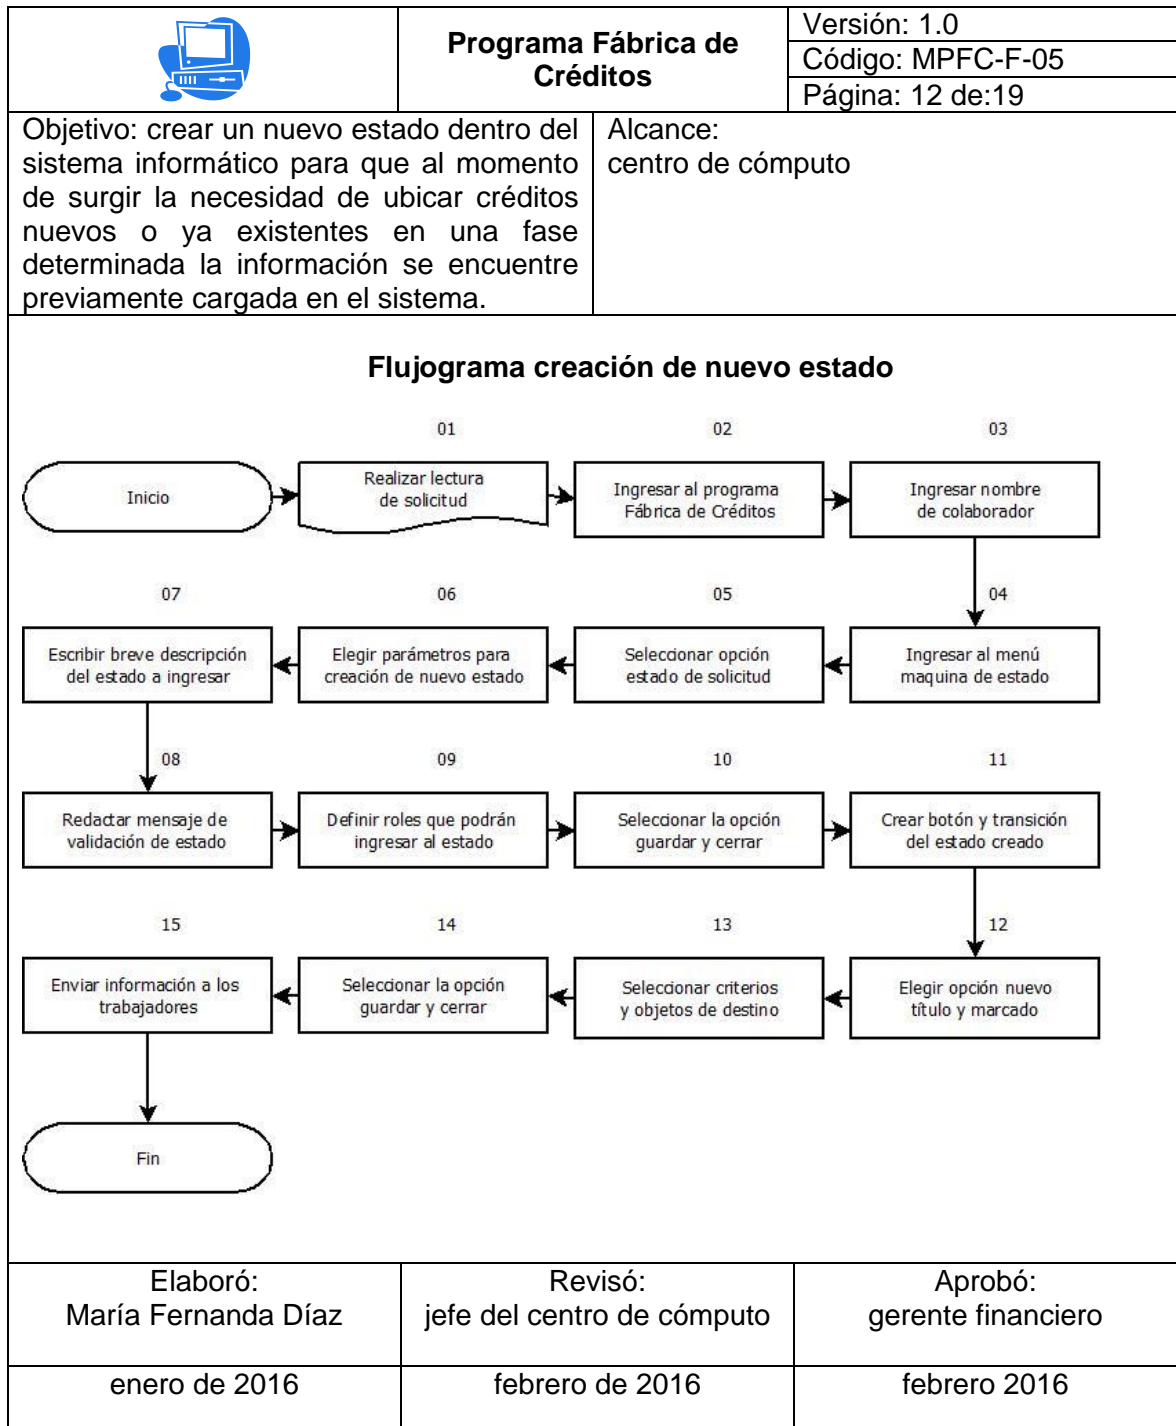 Programa Fábrica de
Créditos
Versión: 1.0
Código: MPFC-F-05
Página: 12 de:19
Objetivo: crear un nuevo estado dentro del
sistema informático para que al momento
de surgir la necesidad de ubicar créditos
nuevos o ya existentes en una fase
determinada la información se encuentre
previamente cargada en el sistema.
Alcance:
centro de cómputo
Flujograma creación de nuevo estado
Inicio
01
Realizar lectura
de solicitud
02
Ingresar al programa
Fábrica de Créditos
03
Ingresar nombre
de colaborador
04
Ingresar al menú
maquina de estado
05
Seleccionar opción
estado de solicitud
06
Elegir parámetros para
creación de nuevo estado
07
Escribir breve descripción
del estado a ingresar
08
Redactar mensaje de
validación de estado
09
Definir roles que podrán
ingresar al estado
10
Seleccionar la opción
guardar y cerrar
11
Crear botón y transición
del estado creado
12
Elegir opción nuevo
título y marcado
13
Seleccionar criterios
y objetos de destino
14
Seleccionar la opción
guardar y cerrar
15
Enviar información a los
trabajadores
Fin
Elaboró:
María Fernanda Díaz
Revisó:
jefe del centro de cómputo
Aprobó:
gerente financiero
enero de 2016
febrero de 2016
febrero 2016